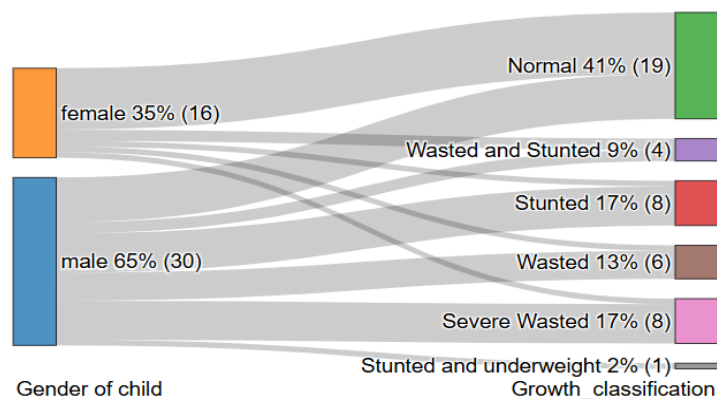 Normal 41% (19)
female 35% (16)
Wasted and Stunted 9% (4)
Stunted 17% (8)
male 65% (30)
Wasted 13% (6)
Severe Wasted 17% (8)
Stunted and underweight 2% (1)
Gender of child
Growth_classification